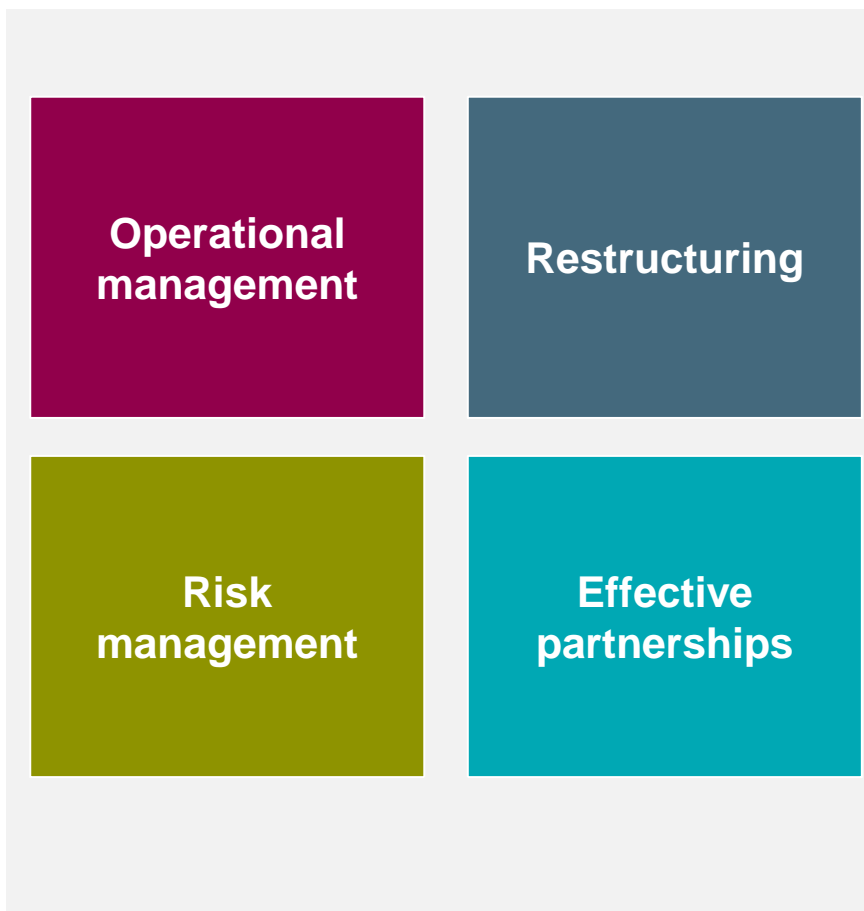 Operational
management
Restructuring
Risk
management
Effective
partnerships